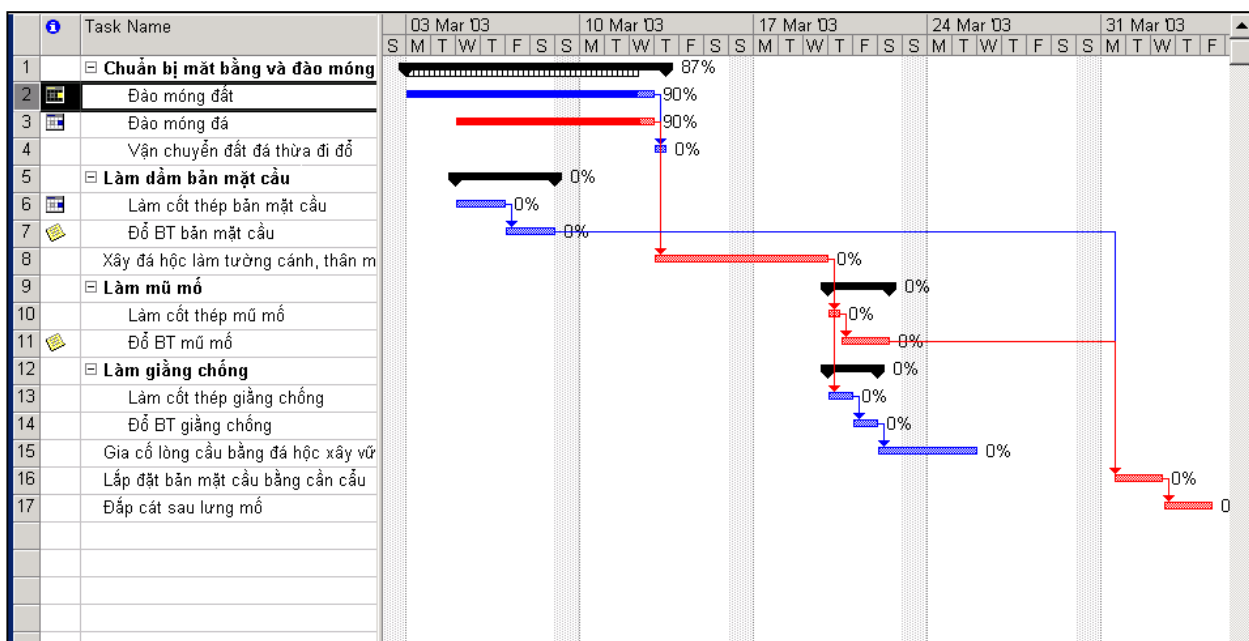 Task Name
03 Mar '03 10 Mar '03 17 Mar '03 24 Mar '03 31 Mar '03
S M T W T F S S M T W T F S S M T W T F S S M T W T F S S M T W T F
1 Chuẩn bị măt bằng và đào móng 87%
2 Đào móng đất 90%
3 Đào móng đá 90%
4 Vận chuyển đất đá thừa đi đổ 0%
5 Làm dầm bản mặt cầu 0%
6 Làm cốt thép bản mặt cầu 0%
7 Đổ BT bản mặt cầu 0%
8 Xây đá hộc làm tường cánh, thân m 0%
9 Làm mũ mố 0%
10 Làm cốt thép mũ mố 0%
11 Đổ BT mũ mố 0%
12 Làm giằng chống 0%
13 Làm cốt thép giằng chống 0%
14 Đổ BT giằng chống 0%
15 Gia cố lòng cầu bằng đá hộc xây vữ 0%
16 Lắp đặt bản mặt cầu bằng cần cẩu 0%
17 Đắp cát sau lưng mố 0